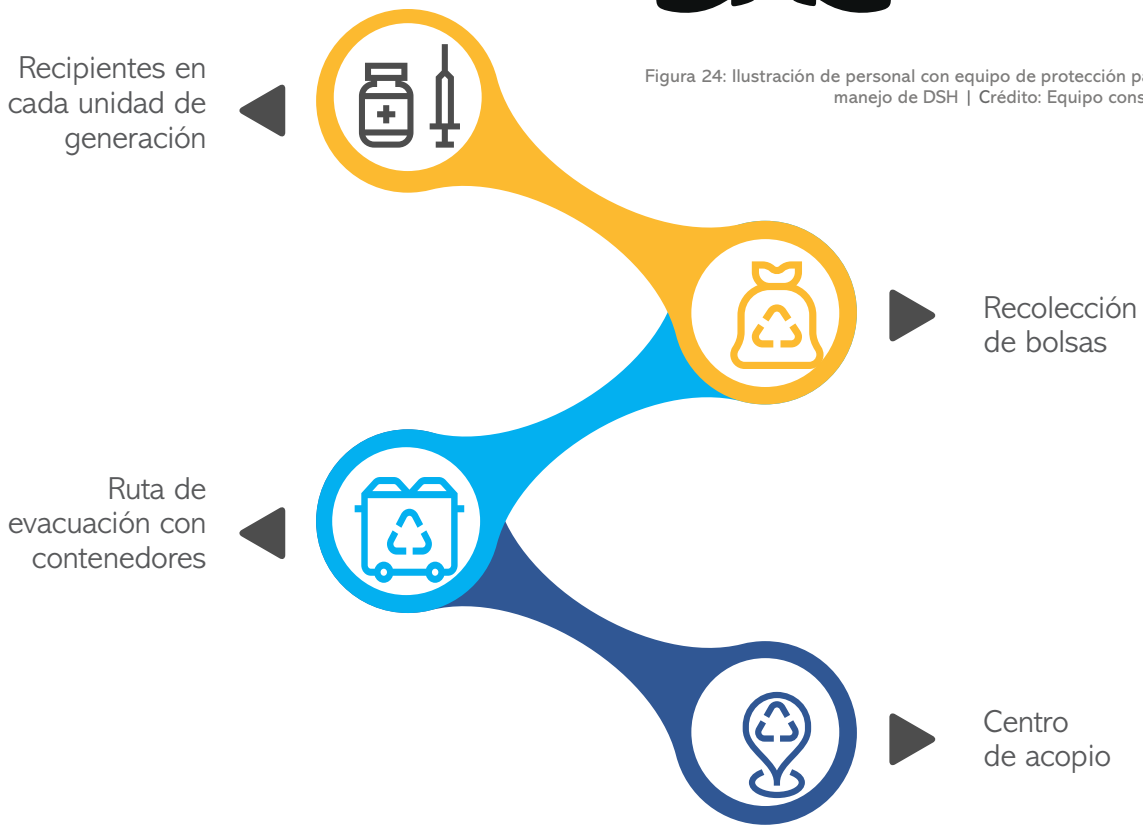 Recipientes en
cada unidad de
generación
Figura 24: Ilustración de personal con equipo de protección
manejo de DSH | Crédito: Equipo
Recolección
de bolsas
Ruta de
evacuación con
contenedores
Centro
de acopio